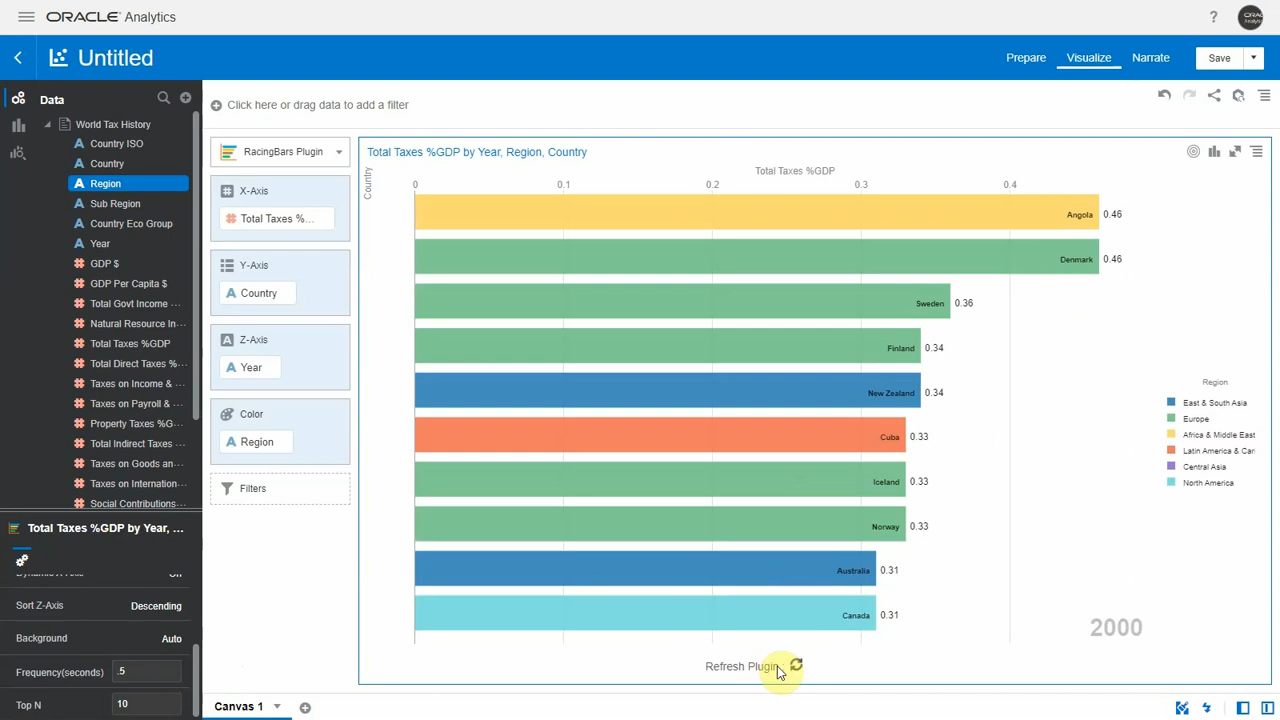 ORACLE Analytics
?
Untitled
Prepare
Visualize
Narrate
Save
Data
World Tax History
Country ISO
Country
Region
Sub Region
Country Eco Group
Year
GDP $
GDP Per Capita $
Total Govt Income ...
Natural Resource In...
Total Taxes %GDP
Total Direct Taxes %...
Taxes on Income & ...
Taxes on Payroll & ...
Property Taxes %G...
Total Indirect Taxes ...
Taxes on Goods an...
Taxes on Internation...
Social Contributions...
Total Taxes %GDP by Year, ...
Sort Z-Axis Descending
Background Auto
Frequency(seconds) .5
Top N 10
Click here or drag data to add a filter
RacingBars Plugin
X-Axis
Total Taxes %...
Y-Axis
Country
Z-Axis
Year
Color
Region
Filters
Total Taxes %GDP by Year, Region, Country
Total Taxes %GDP
Country
0 0.1 0.2 0.3 0.4
Angola 0.46
Denmark 0.46
Sweden 0.36
Finland 0.34
New Zealand 0.34
Cuba 0.33
Iceland 0.33
Norway 0.33
Australia 0.31
Canada 0.31
Region
East & South Asia
Europe
Africa & Middle East
Latin America & Car
Central Asia
North America
2000
Refresh Plugin
Canvas 1